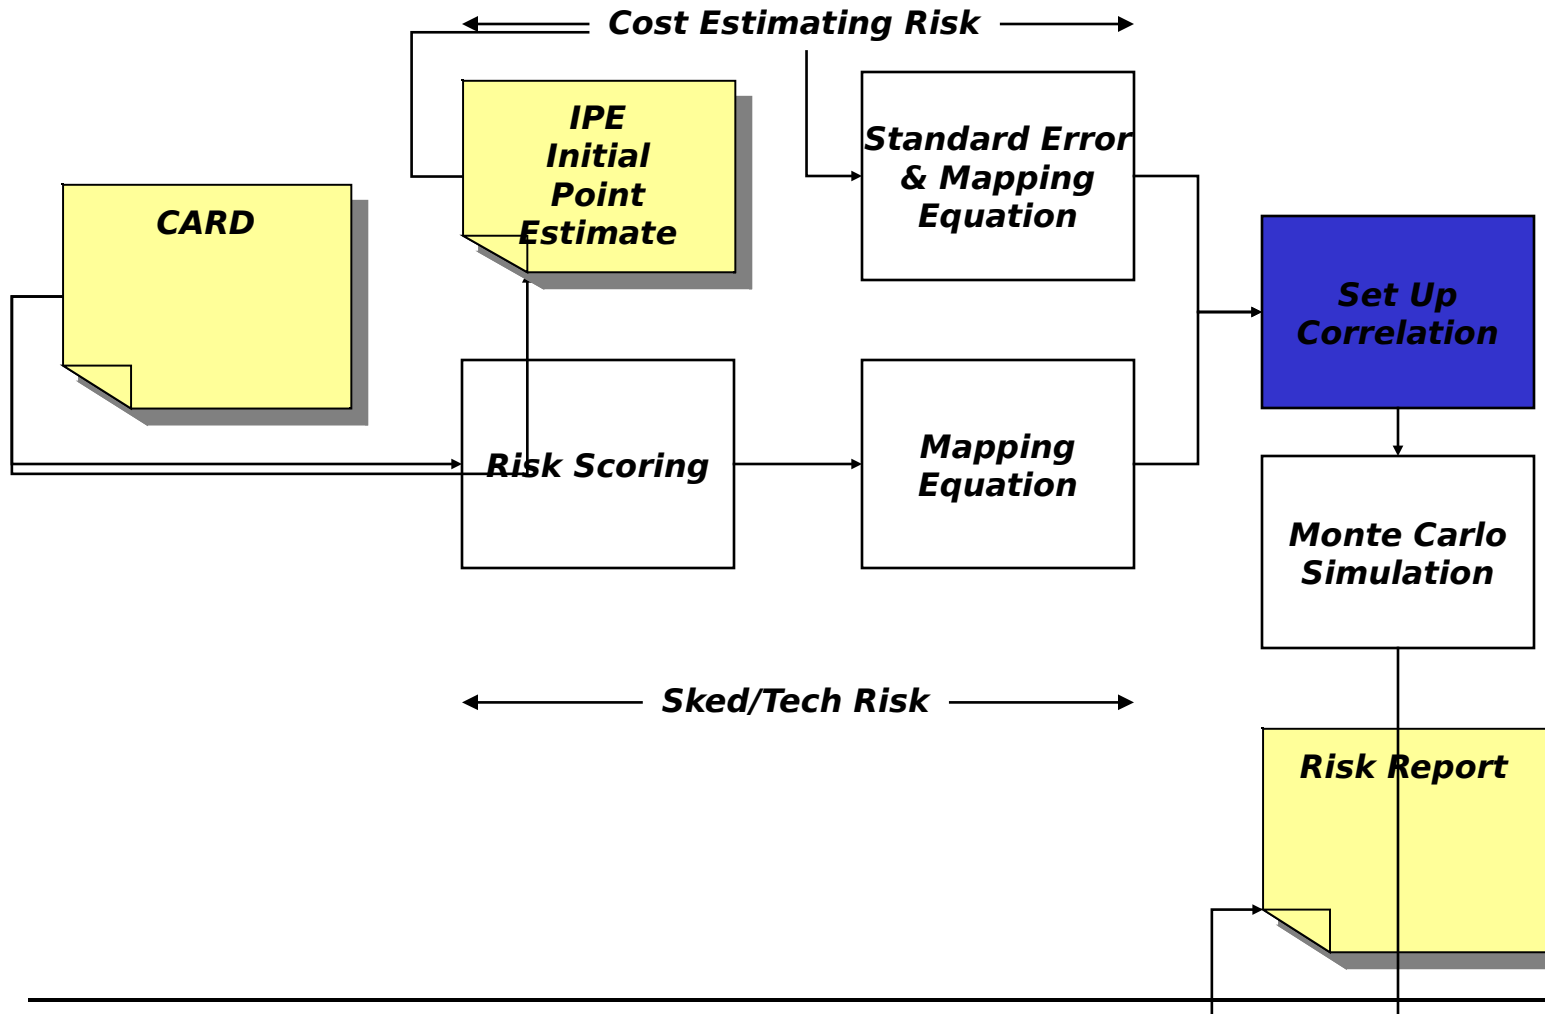 Cost Estimating Risk
IPE
Initial
Point
Estimate
Standard Error
& Mapping
Equation
CARD
Set Up
Correlation
Risk Scoring
Mapping
Equation
Monte Carlo
Simulation
Sked/Tech Risk
Risk Report